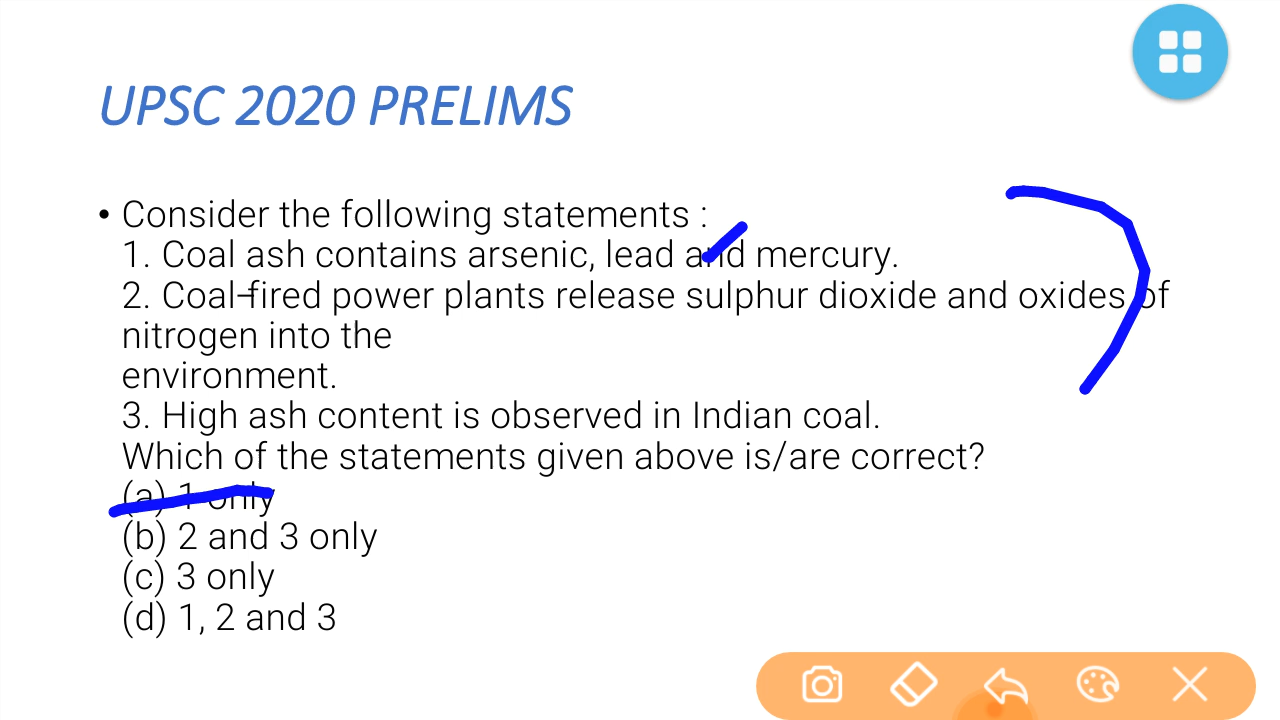 UPSC 2020 PRELIMS
• Consider the following statements :
1. Coal ash contains arsenic, lead and mercury.
2. Coal-fired power plants release sulphur dioxide and oxides of
nitrogen into the
environment.
3. High ash content is observed in Indian coal.
Which of the statements given above is/are correct?
(a) 1 only
(b) 2 and 3 only
(c) 3 only
(d) 1, 2 and 3